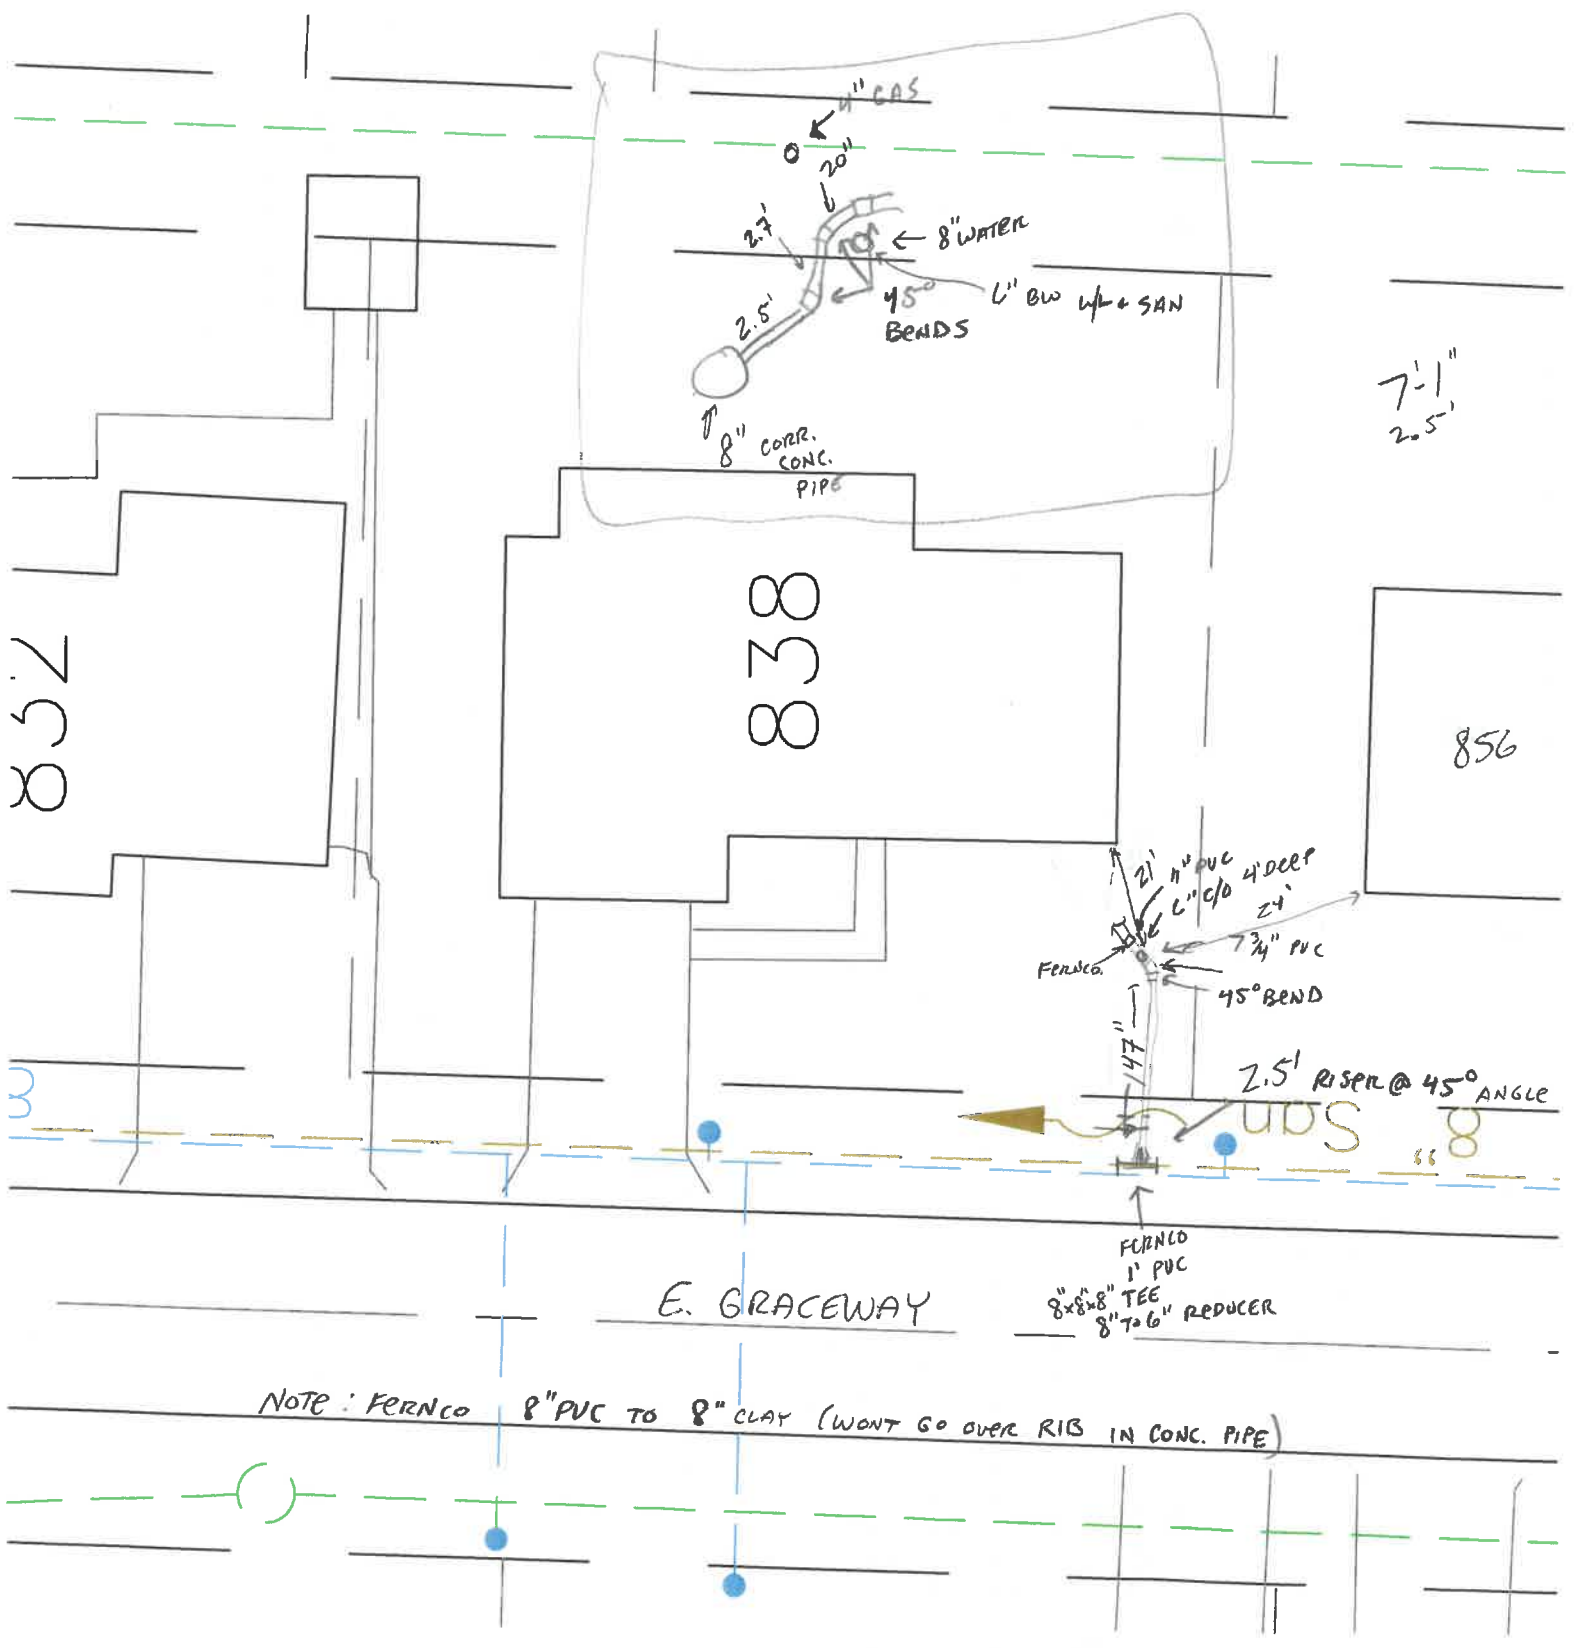 4" GAS
20"
2.7'
← 8" WATER
6" BW W/L + SAN
45°
BENDS
2.5'
7'-1"
2.5'
8" CORR.
CONC.
PIPE
832
838
856
21'
4" PVC
6" C/O 4' DEEP
24'
7 3/4" PVC
FERNCO
45° BEND
147"
2.5' RISER @ 45° ANGLE
8" San
FERNCO
1' PVC
8"x8"x8" TEE
8" TO 6" REDUCER
E. GRACEWAY
NOTE: FERNCO 8" PVC TO 8" CLAY (WONT GO OVER RIB IN CONC. PIPE)